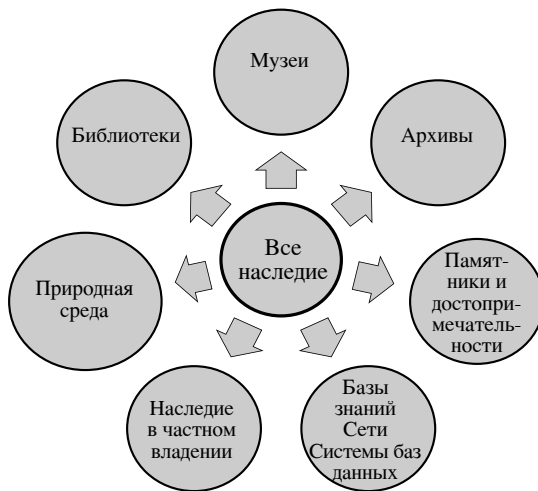 Музеи
Библиотеки
Архивы
Все
наследие
Природная
среда
Памят-
ники и
достопри-
мечатель-
ности
Наследие
в частном
владении
Базы
знаний
Сети
Системы баз
данных